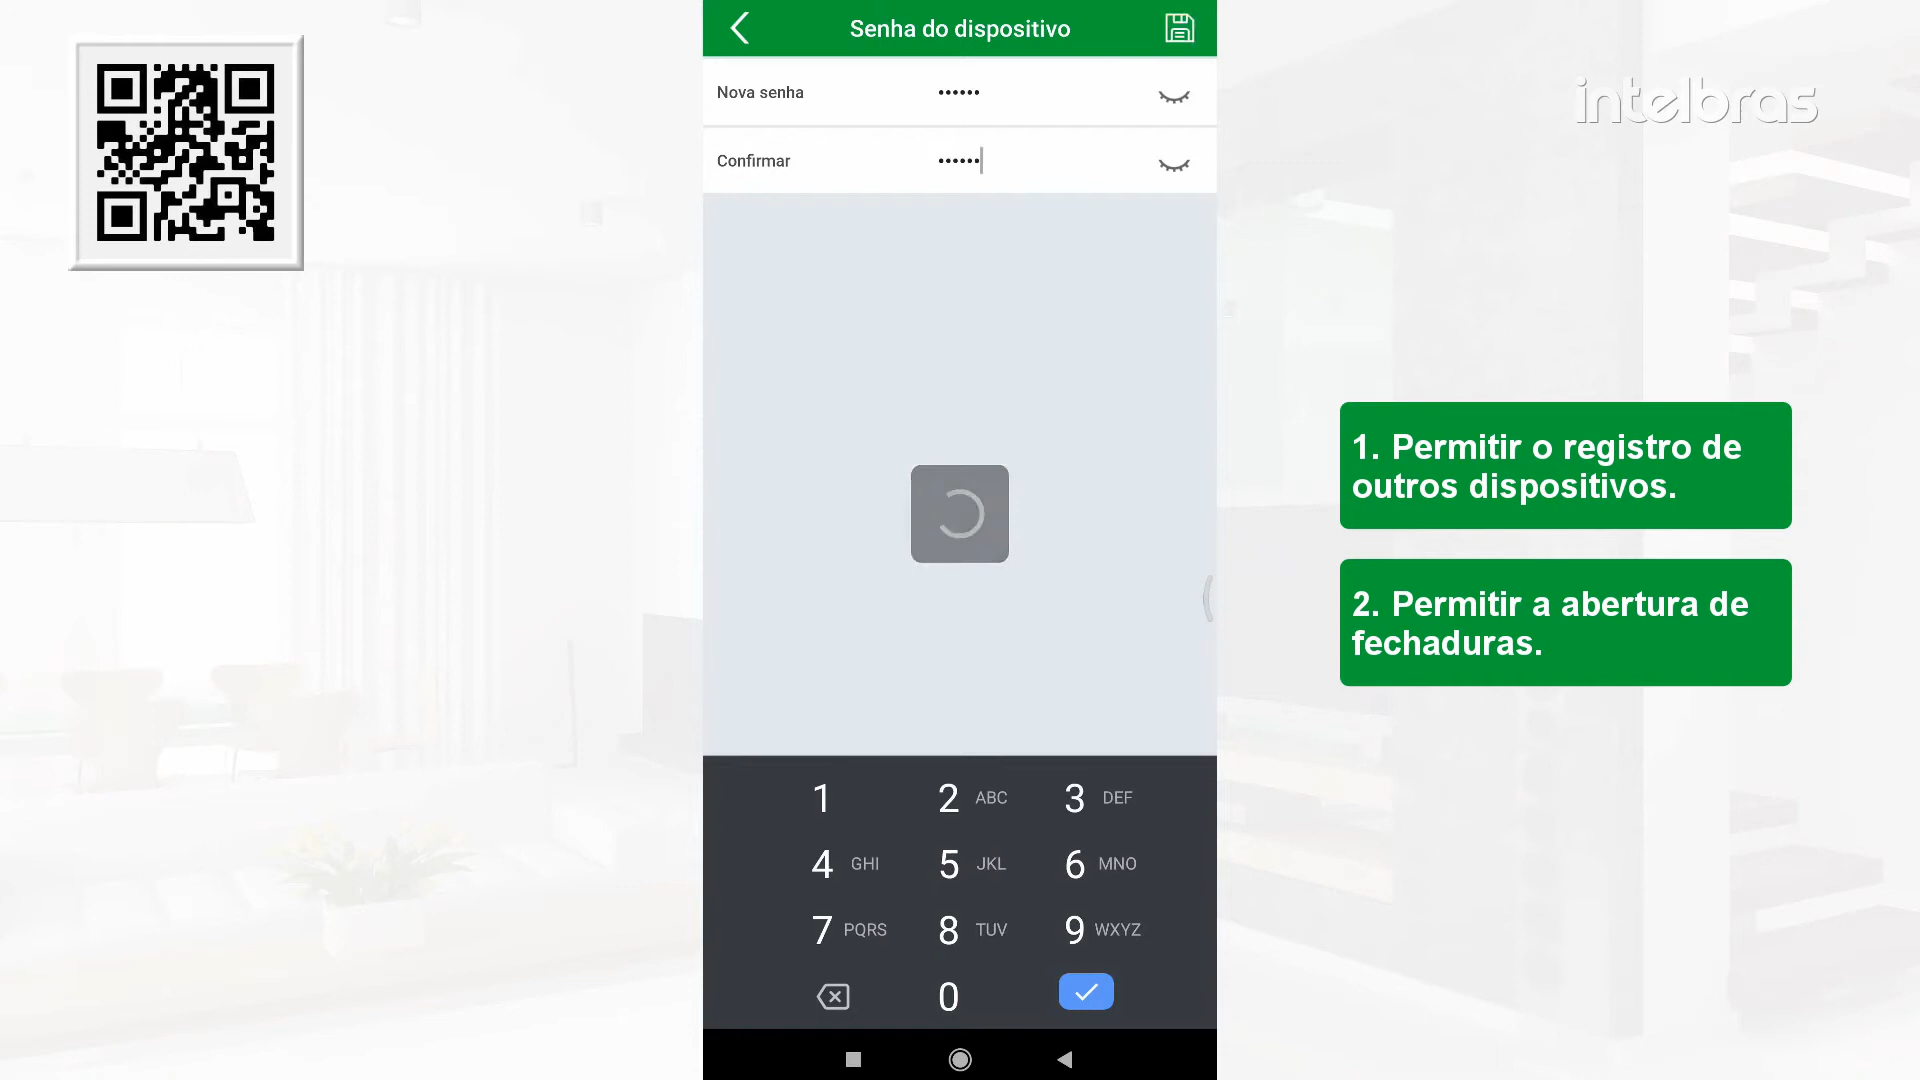 Senha do dispositivo
Nova senha ••••••
Confirmar ••••••
intelbras
1. Permitir o registro de
outros dispositivos.
2. Permitir a abertura de
fechaduras.
1 2 ABC 3 DEF
4 GHI 5 JKL 6 MNO
7 PQRS 8 TUV 9 WXYZ
0